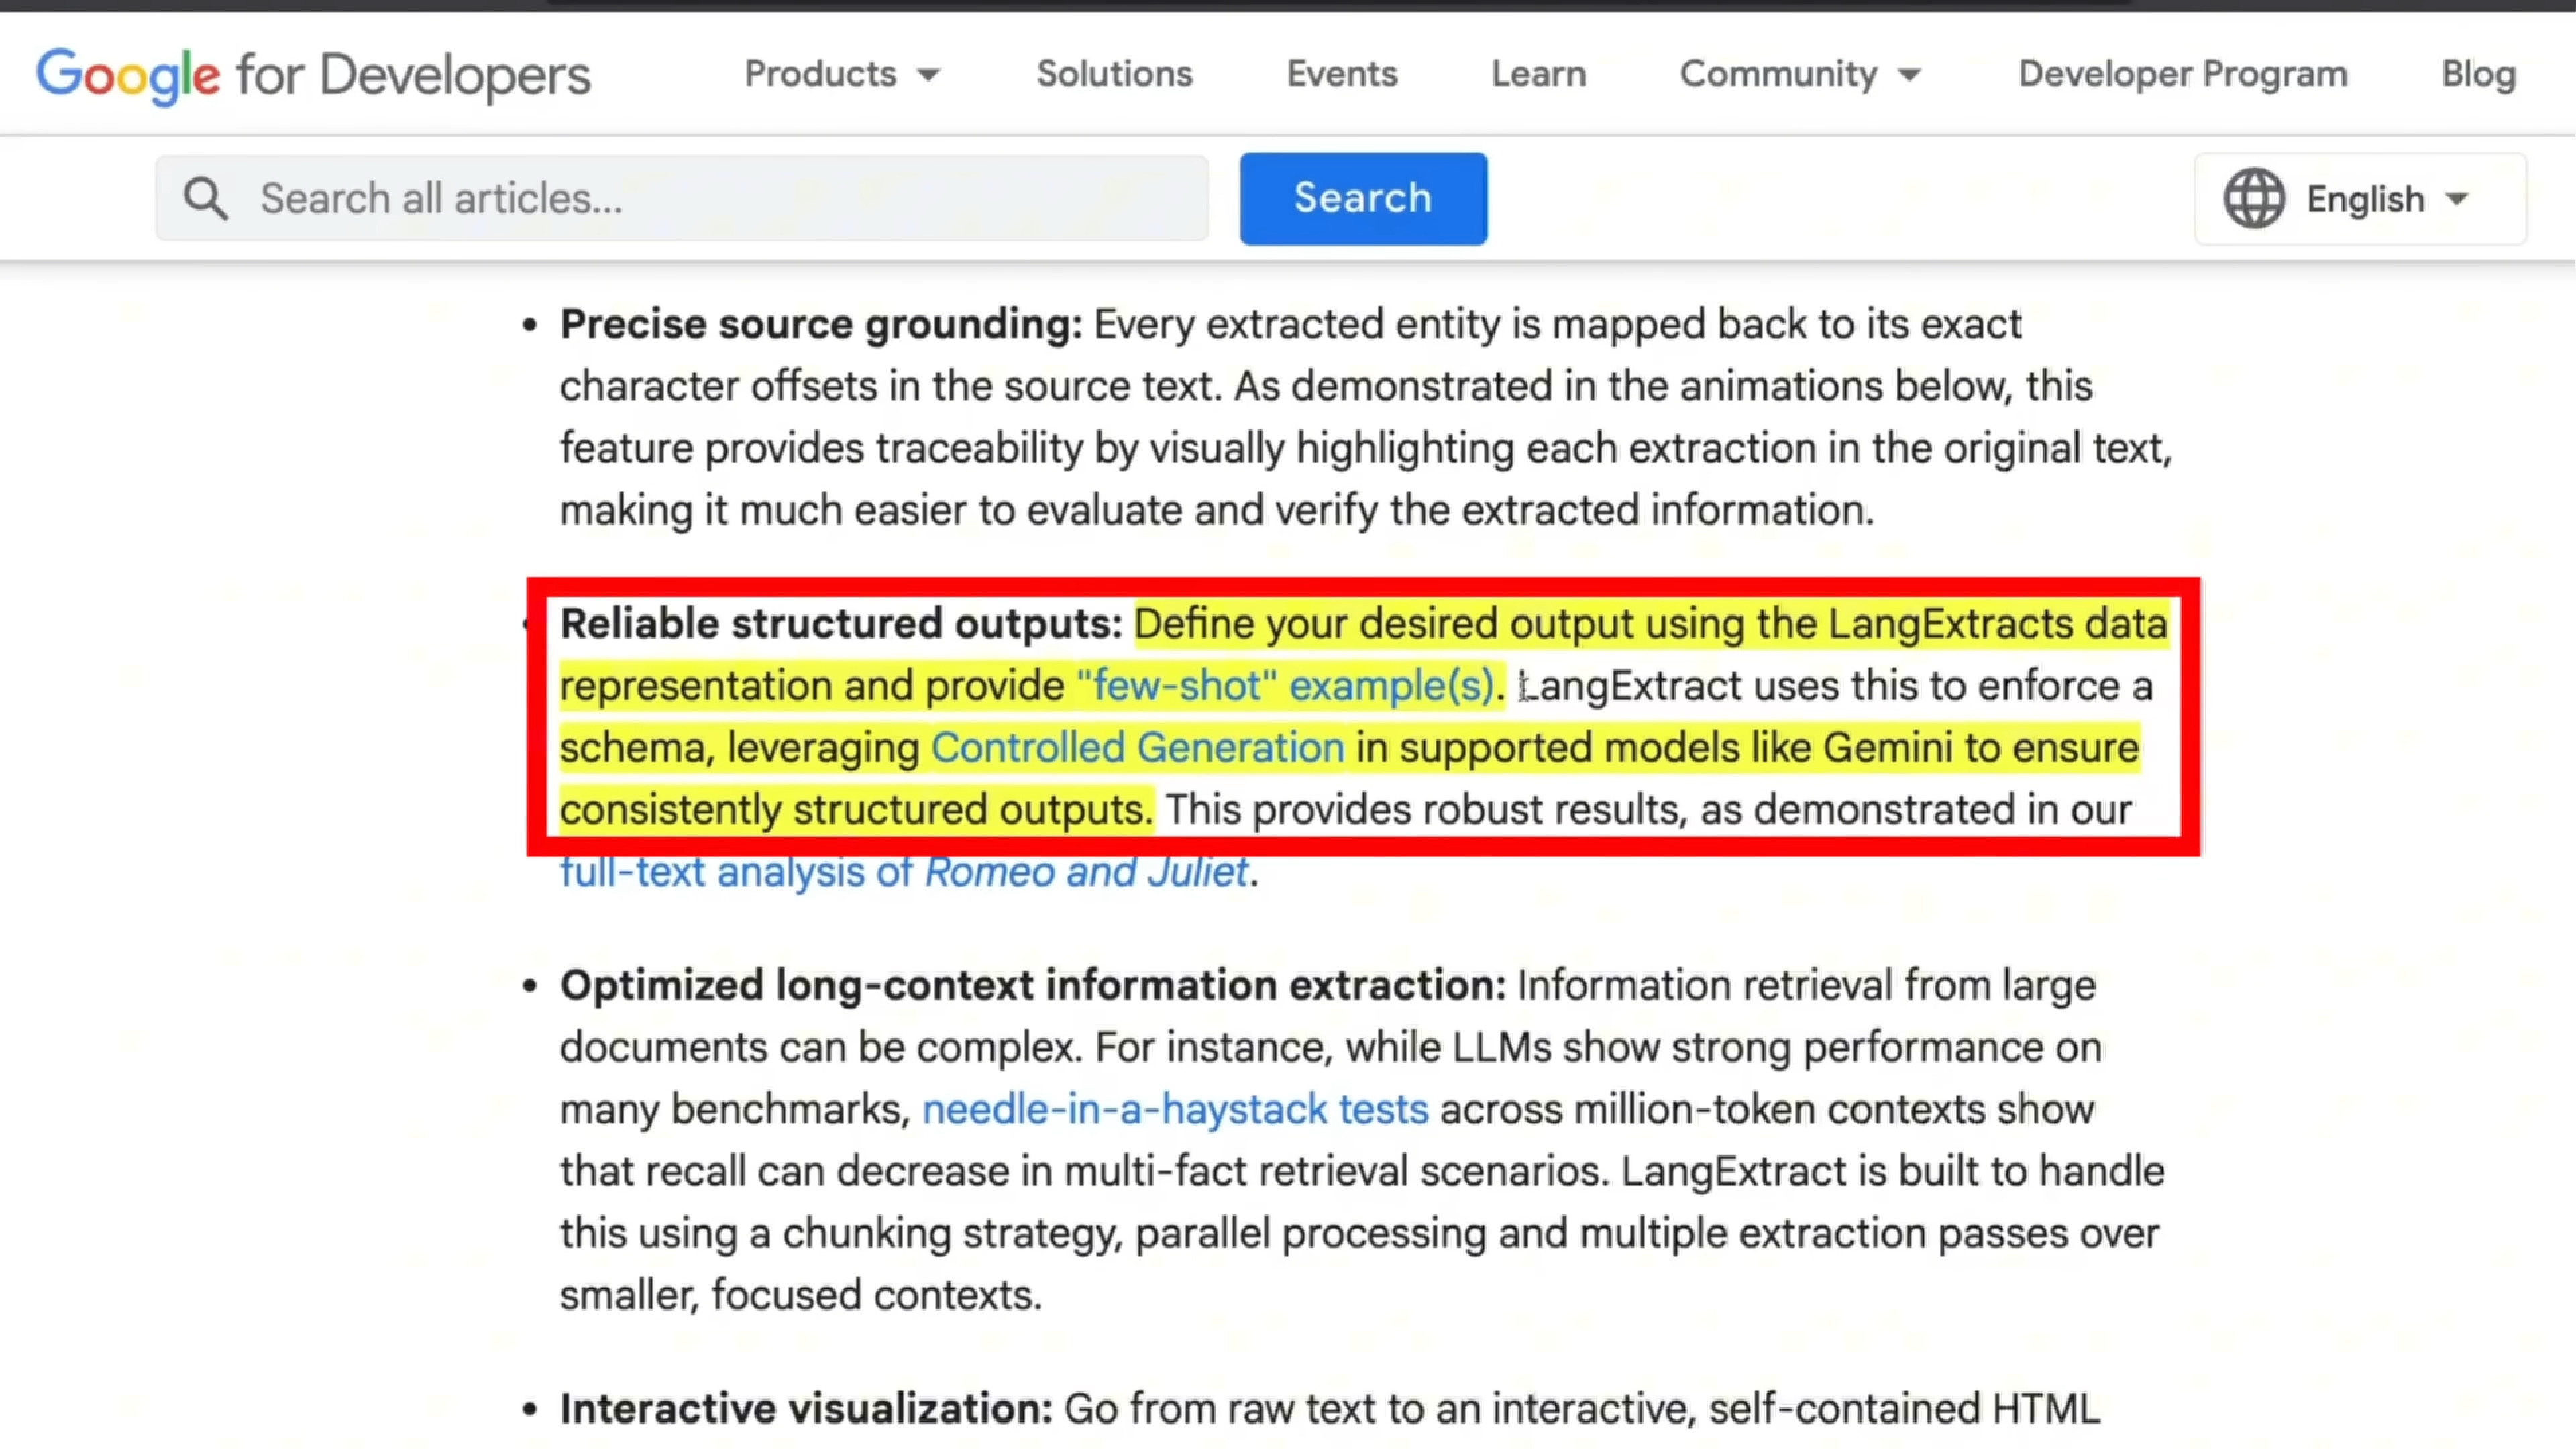 Google for Developers Products Solutions Events Learn Community Developer Program Blog
Search all articles... Search English
• Precise source grounding: Every extracted entity is mapped back to its exact
character offsets in the source text. As demonstrated in the animations below, this
feature provides traceability by visually highlighting each extraction in the original text,
making it much easier to evaluate and verify the extracted information.
• Reliable structured outputs: Define your desired output using the LangExtracts data
representation and provide "few-shot" example(s). LangExtract uses this to enforce a
schema, leveraging Controlled Generation in supported models like Gemini to ensure
consistently structured outputs. This provides robust results, as demonstrated in our
full-text analysis of Romeo and Juliet.
• Optimized long-context information extraction: Information retrieval from large
documents can be complex. For instance, while LLMs show strong performance on
many benchmarks, needle-in-a-haystack tests across million-token contexts show
that recall can decrease in multi-fact retrieval scenarios. LangExtract is built to handle
this using a chunking strategy, parallel processing and multiple extraction passes over
smaller, focused contexts.
• Interactive visualization: Go from raw text to an interactive, self-contained HTML